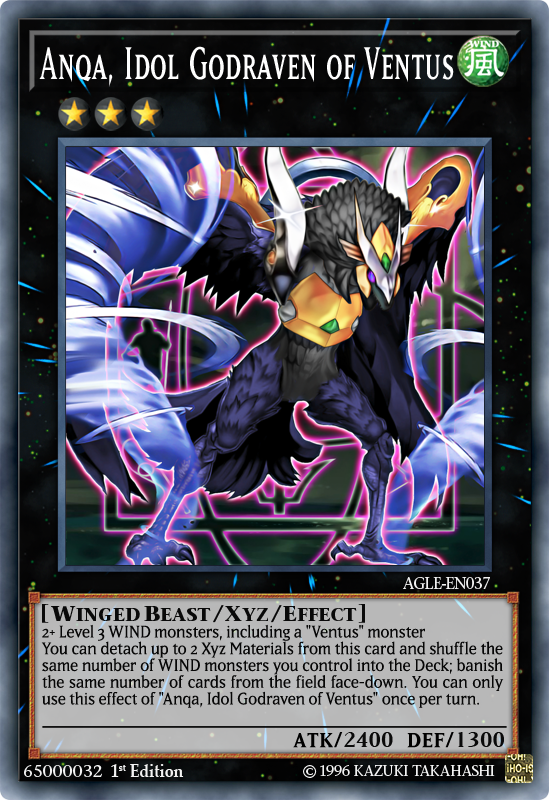 Anqa, Idol Godraven of Ventus
WIND
風
AGLE-EN037
[Winged Beast/Xyz/Effect]
2+ Level 3 WIND monsters, including a "Ventus" monster
You can detach up to 2 Xyz Materials from this card and shuffle the
same number of WIND monsters you control into the Deck; banish
the same number of cards from the field face-down. You can only
use this effect of "Anqa, Idol Godraven of Ventus" once per turn.
ATK/2400 DEF/1300
65000032 1st Edition
© 1996 KAZUKI TAKAHASHI